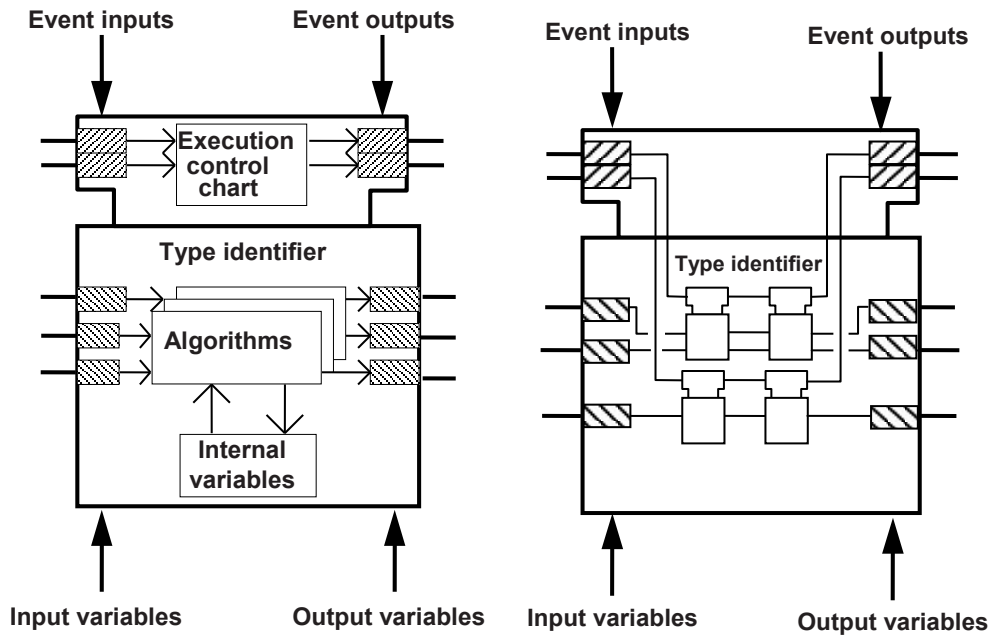 Event inputs
Event outputs
Execution
control
chart
Type identifier
Algorithms
Internal
variables
Input variables
Output variables
Event inputs
Event outputs
Type identifier
Input variables
Output variables